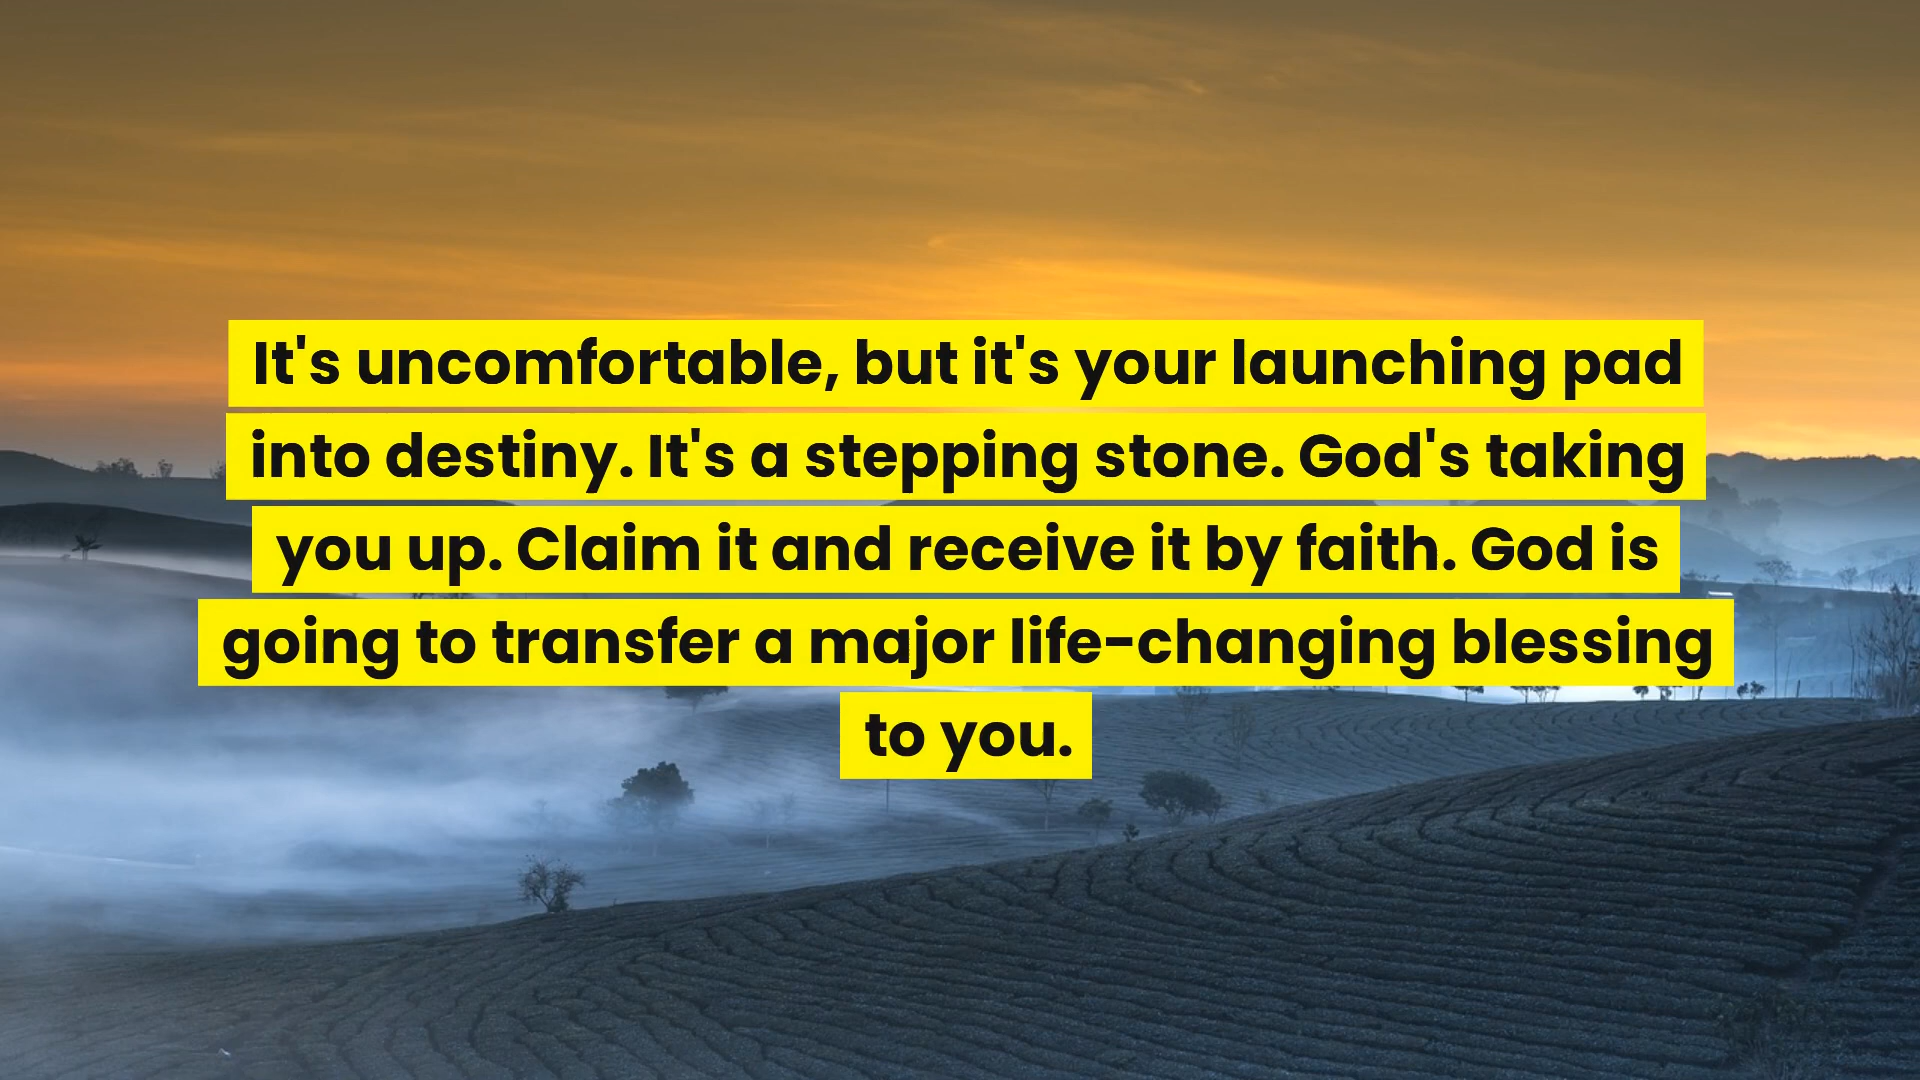 It's uncomfortable, but it's your launching pad
into destiny. It's a stepping stone. God's taking
you up. Claim it and receive it by faith. God is
going to transfer a major life-changing blessing
to you.